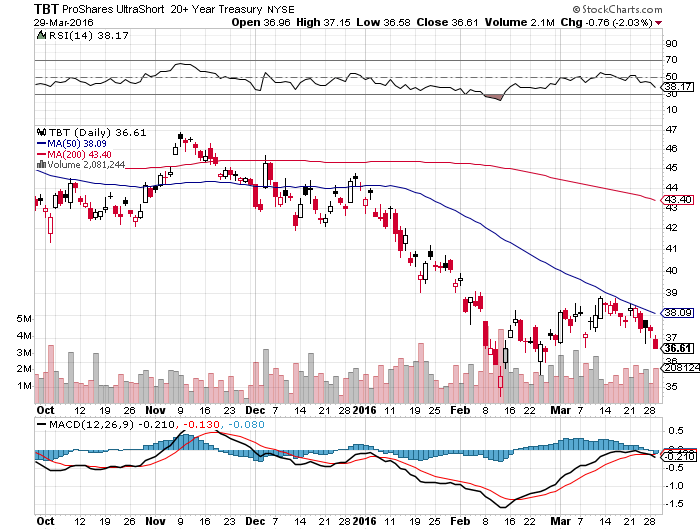 TBT ProShares UltraShort 20+ Year Treasury NYSE © StockCharts.com
29-Mar-2016 Open 36.96 High 37.15 Low 36.58 Close 36.61 Volume 2.1M Chg -0.76 (-2.03%)
RSI(14) 38.17
90
70
50
38.17
30
10
TBT (Daily) 36.61
MA(50) 38.09
MA(200) 43.40
Volume 2,081,244
47
46
45
44
43.40
43
42
41
40
39
38.09
5M
4M
37
36.61
3M
36
2M
208124
1M
35
Oct 12 19 26 Nov 9 16 23 Dec 7 14 21 28 2016 11 19 25 Feb 8 16 22 Mar 7 14 21 28
MACD(12,26,9) -0.210, -0.130, -0.080
0.5
-0.210
-0.5
-1.0
-1.5
Oct 12 19 26 Nov 9 16 23 Dec 7 14 21 28 2016 11 19 25 Feb 8 16 22 Mar 7 14 21 28